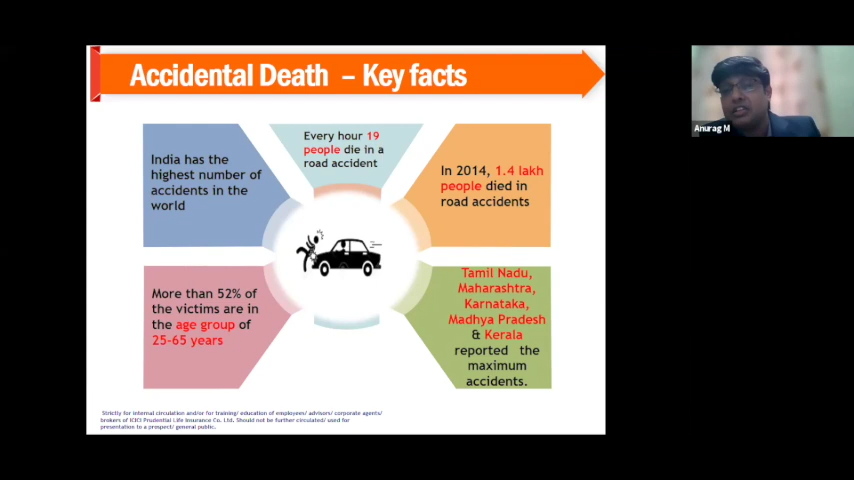 Accidental Death – Key facts
India has the
highest number of
accidents in the
world
Every hour 19
people die in a
road accident
In 2014, 1.4 lakh
people died in
road accidents
More than 52% of
the victims are in
the age group of
25-65 years
Tamil Nadu,
Maharashtra,
Karnataka,
Madhya Pradesh
& Kerala
reported the
maximum
accidents.
Strictly for internal circulation and/or for training/ education of employees/ advisors/ corporate agents/
brokers of ICICI Prudential Life Insurance Co. Ltd. Should not be further circulated/ used for
presentation to a prospect/ general public.
Anurag M